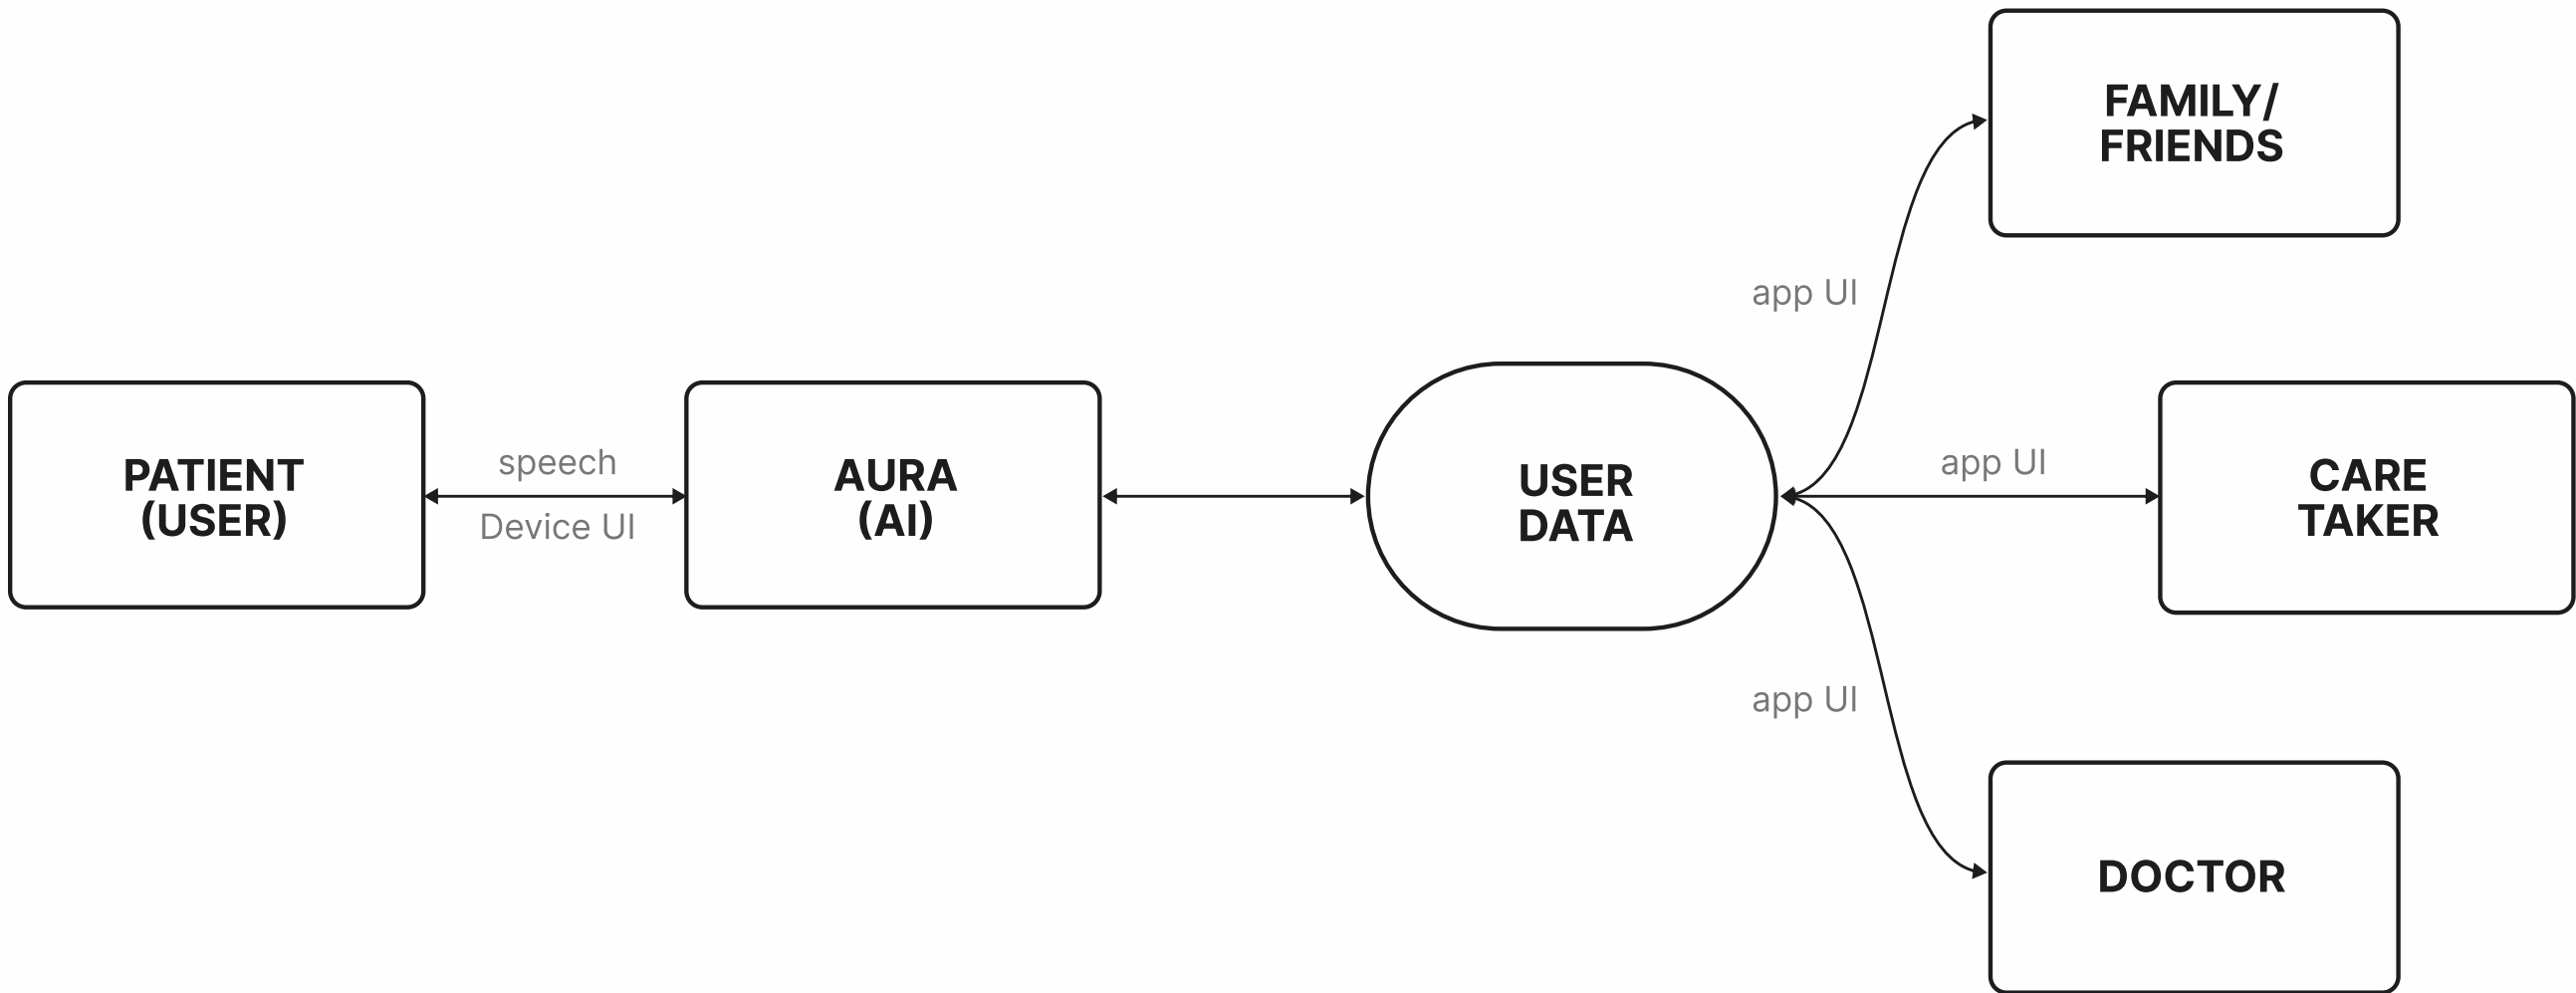 FAMILY/
FRIENDS
app UI
PATIENT
(USER)
speech
Device UI
AURA
(AI)
USER
DATA
app UI
CARE
TAKER
app UI
DOCTOR